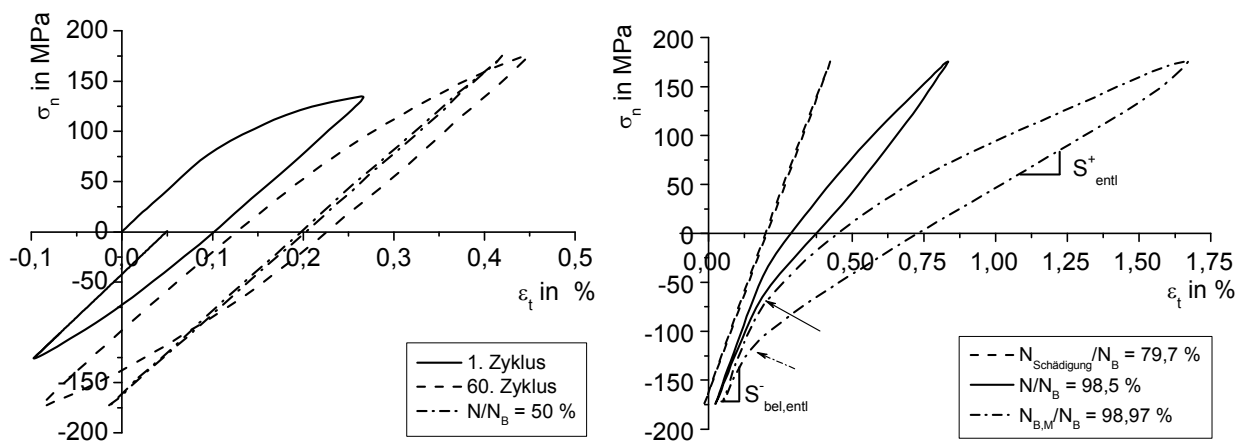 200
150
100
50
0
-50
-100
-150
-200
σn in MPa
-0,1
0,0
0,1
0,2
0,3
0,4
0,5
εt in %
1. Zyklus
60. Zyklus
N/NB = 50 %
200
150
100
50
0
-50
-100
-150
-200
σn in MPa
0,00
0,50
0,75
1,00
1,25
1,50
1,75
εt in %
S+entl
S-bel,entl
NSchädigung/NB = 79,7 %
N/NB = 98,5 %
NB,M/NB = 98,97 %